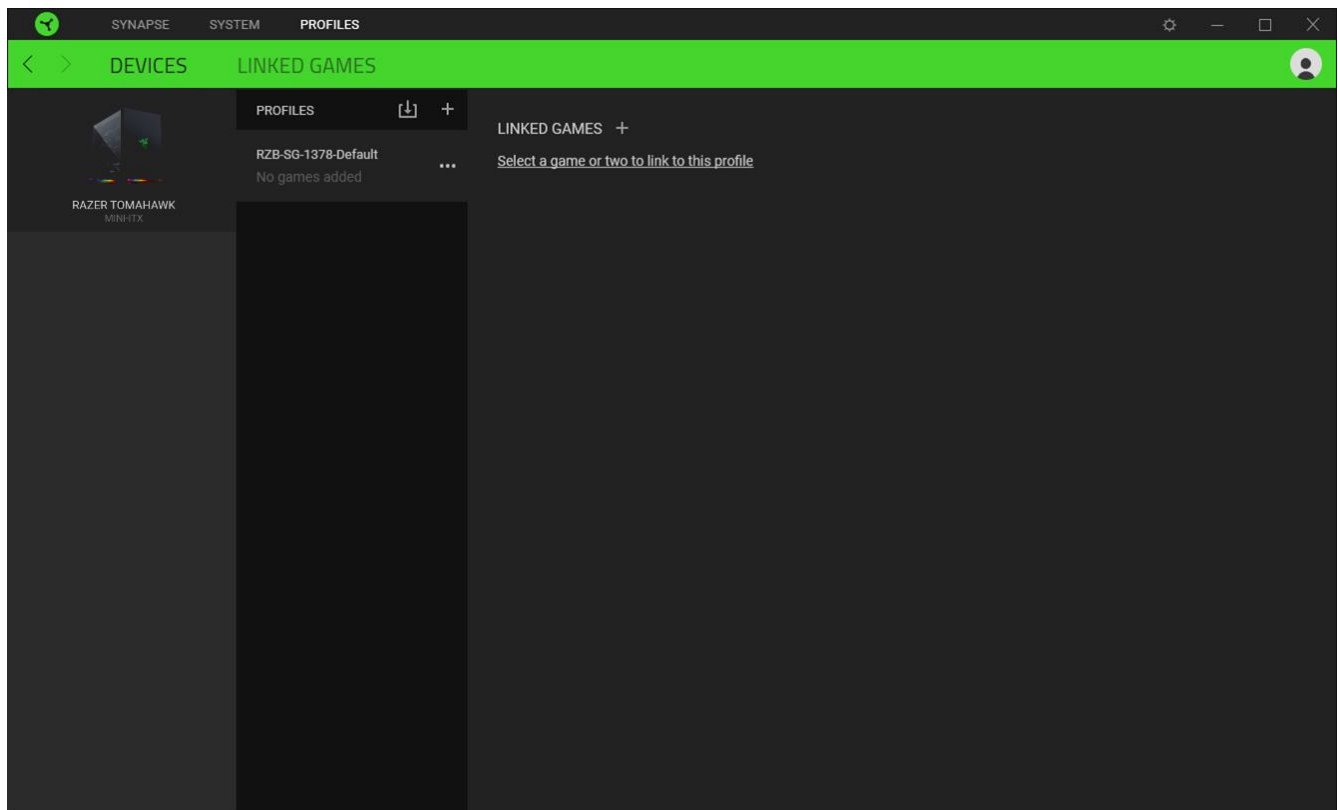 SYNAPSE SYSTEM PROFILES
DEVICES LINKED GAMES
RAZER TOMAHAWK
MINI-ITX
PROFILES
RZB-SG-1378-Default
No games added
LINKED GAMES
Select a game or two to link to this profile